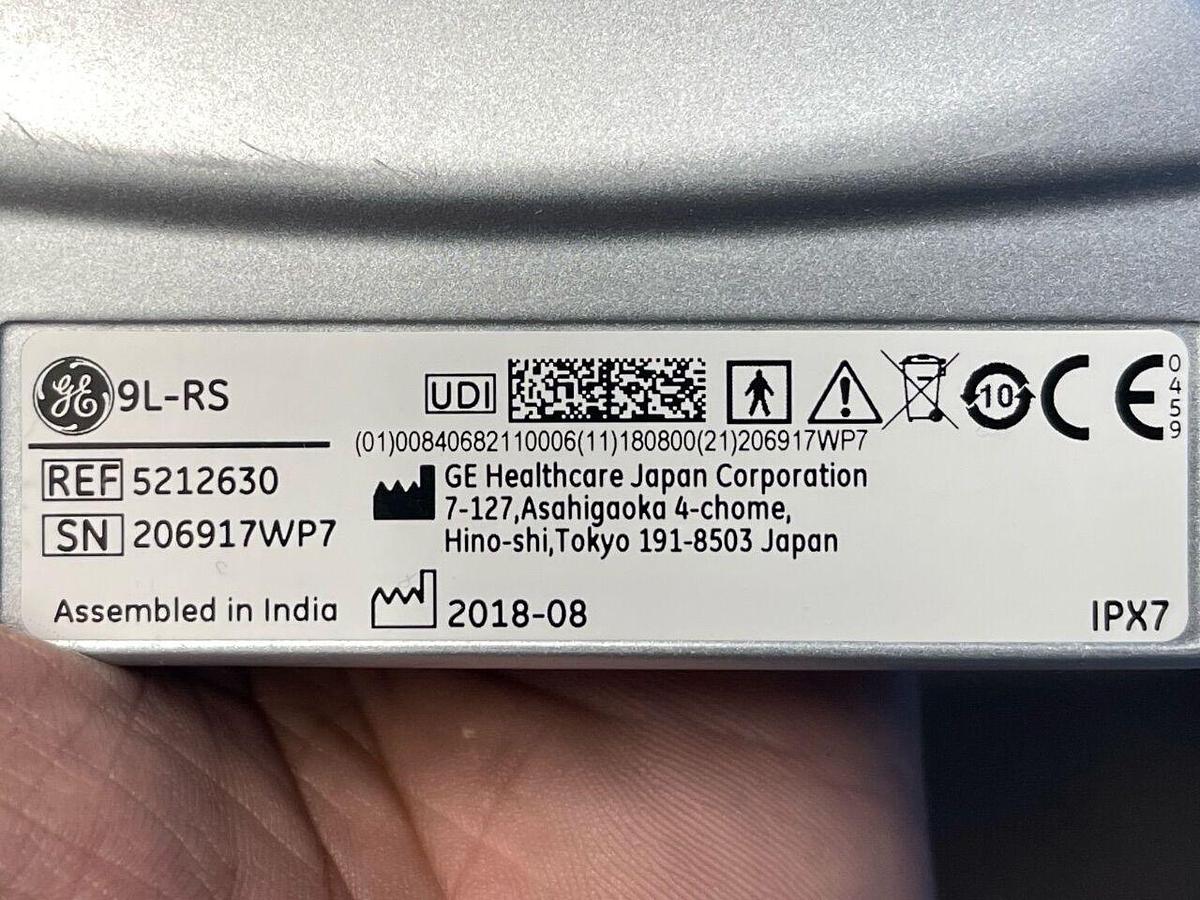 GE 9L-RS
UDI
10
CE 0459
(01)00840682110006(11)180800(21)206917WP7
REF 5212630
SN 206917WP7
GE Healthcare Japan Corporation
7-127,Asahigaoka 4-chome,
Hino-shi,Tokyo 191-8503 Japan
Assembled in India
2018-08
IPX7